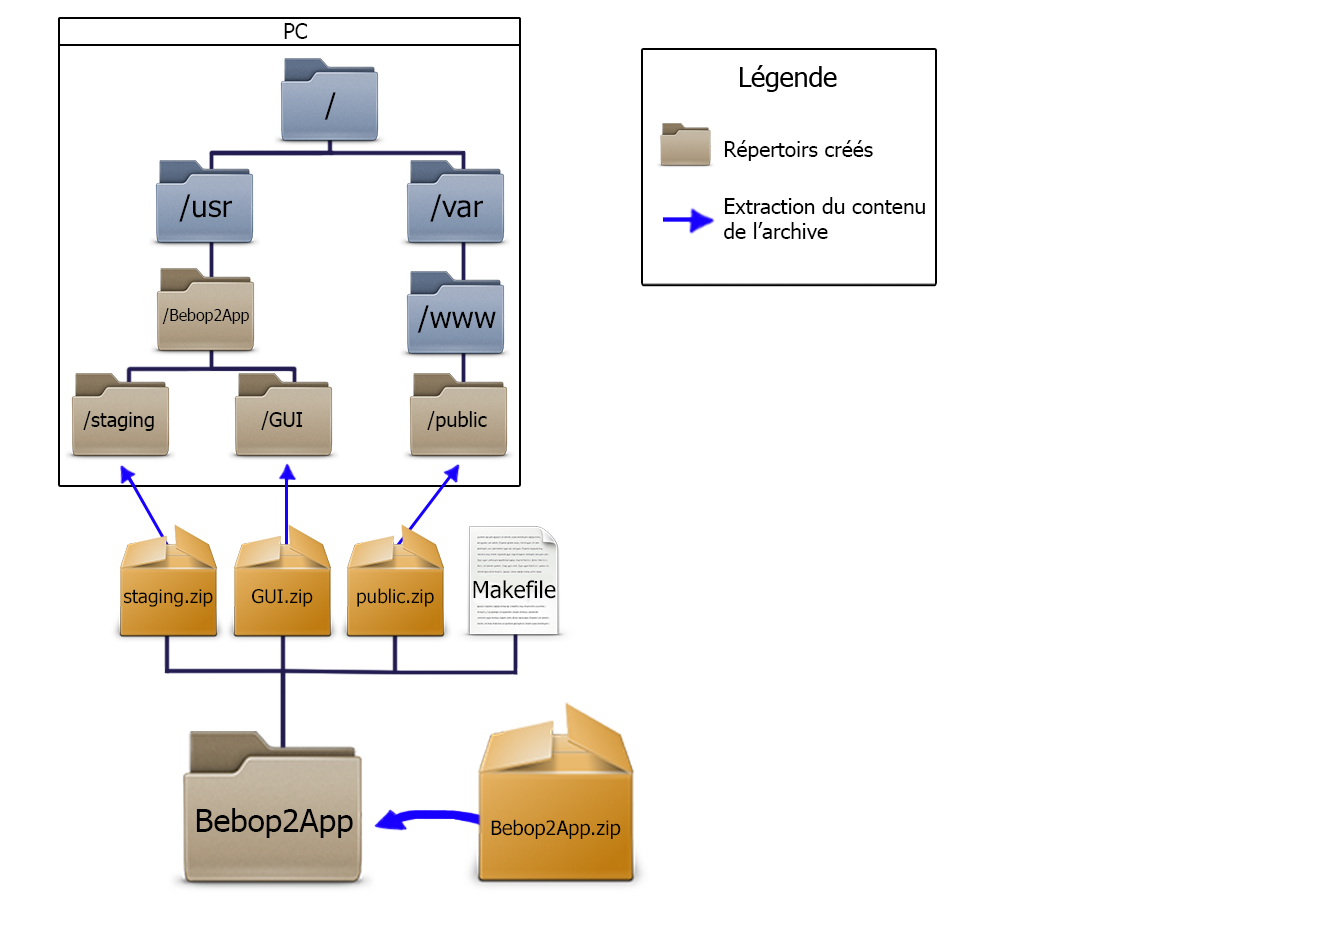 PC
/
/usr
/var
/Bebop2App
/www
/staging
/GUI
/public
Légende
Répertoirs créés
Extraction du contenu
de l'archive
staging.zip
GUI.zip
public.zip
Makefile
Bebop2App
Bebop2App.zip